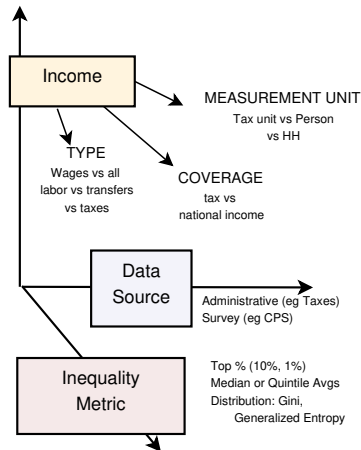 Income
MEASUREMENT UNIT
Tax unit vs Person
vs HH
TYPE
Wages vs all
labor vs transfers
vs taxes
COVERAGE
tax vs
national income
Data
Source
Administrative (eg Taxes)
Survey (eg CPS)
Inequality
Metric
Top % (10%, 1%)
Median or Quintile Avgs
Distribution: Gini,
Generalized Entropy